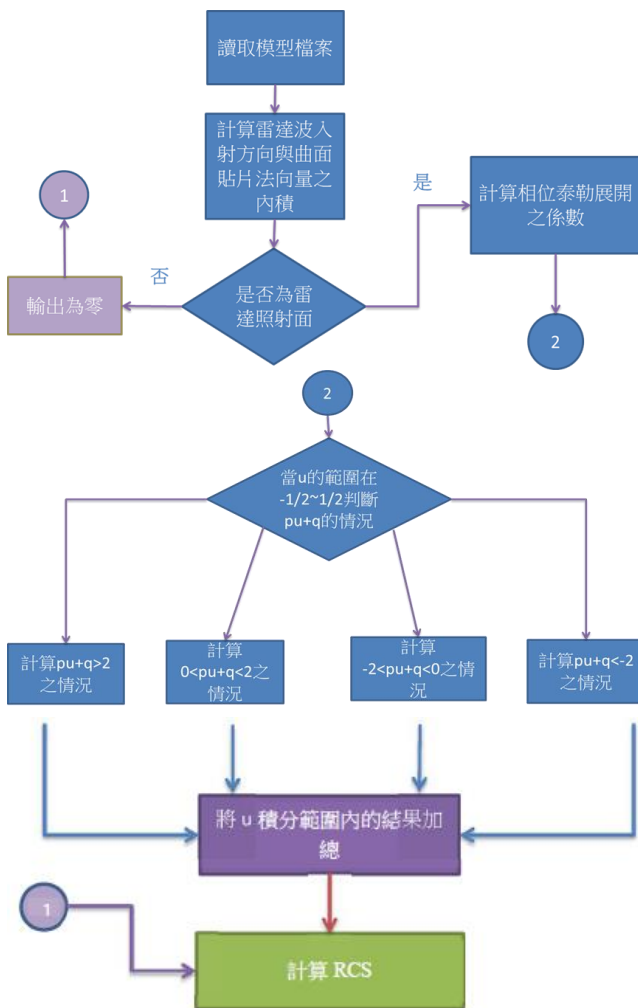 讀取模型檔案
計算雷達波入
射方向與曲面
貼片法向量之
內積
是
計算相位泰勒展開
之係數
1
否
輸出為零
是否為雷
達照射面
2
2
當u的範圍在
-1/2~1/2判斷
pu+q的情況
計算pu+q>2
之情況
計算
0<pu+q<2之
情況
計算
-2<pu+q<0之情
況
計算pu+q<-2
之情況
將 u 積分範圍內的結果加
總
1
計算 RCS